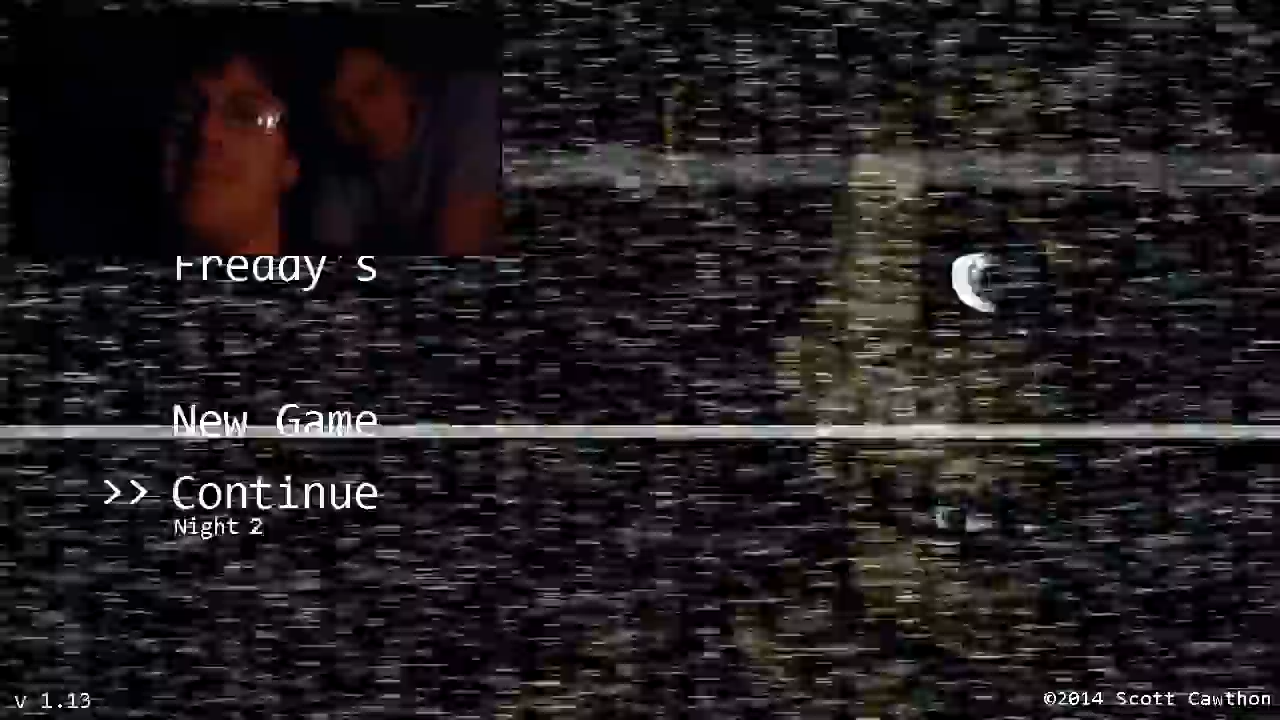 Freddy's
New Game
>> Continue
Night 2
v 1.13
©2014 Scott Cawthon